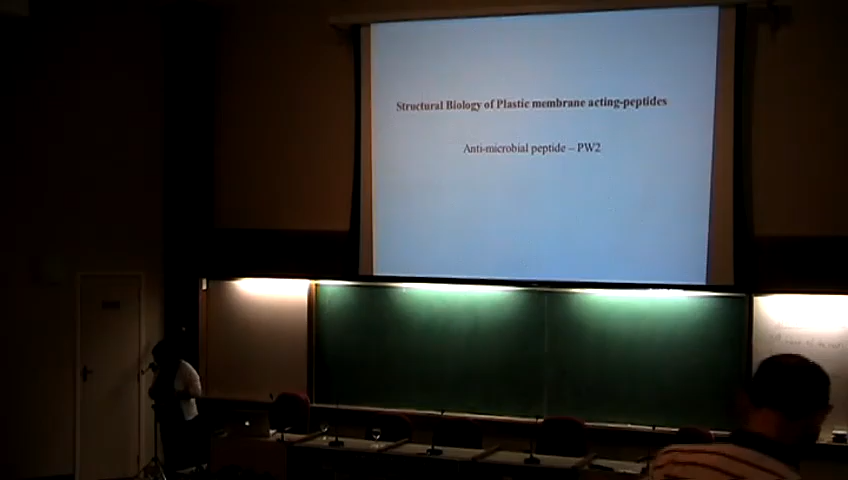 Structural Biology of Plastic membrane acting-peptides
Anti-microbial peptide – PW2